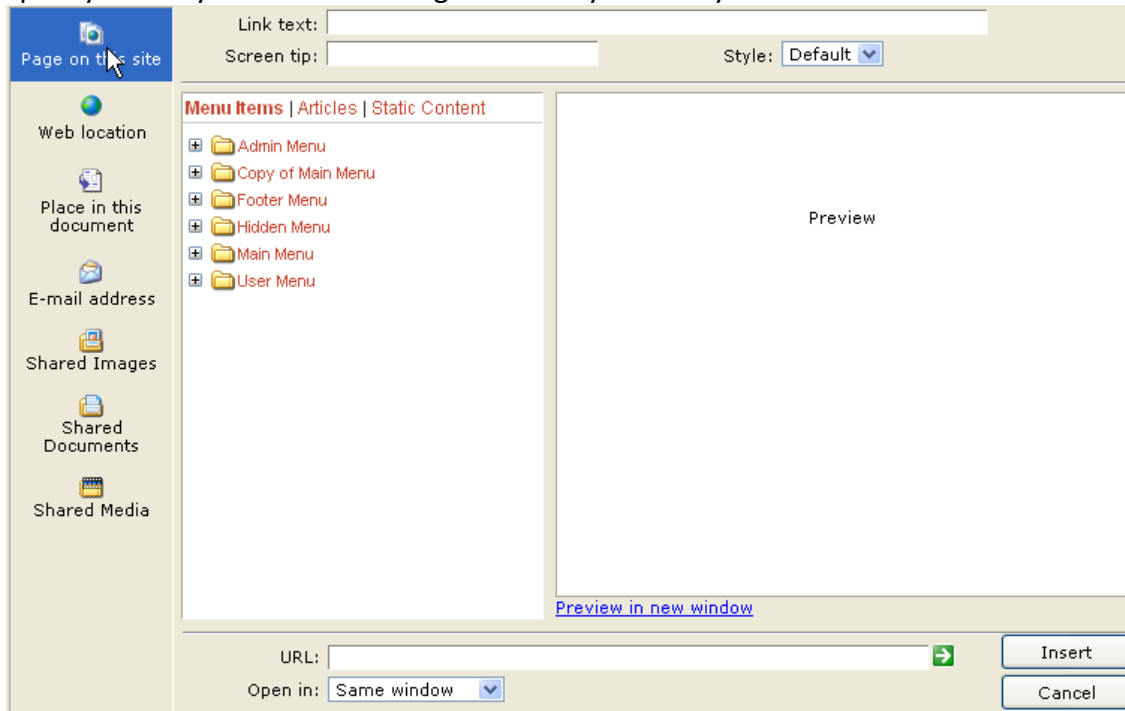 Link text:
Page on this site
Screen tip:
Style: Default
Web location
Place in this
document
E-mail address
Shared Images
Shared
Documents
Shared Media
Menu Items | Articles | Static Content
Admin Menu
Copy of Main Menu
Footer Menu
Hidden Menu
Main Menu
User Menu
Preview
Preview in new window
URL:
Insert
Open in: Same window
Cancel